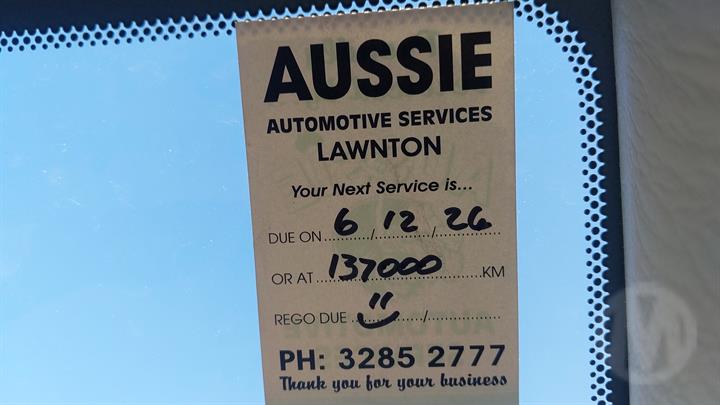 AUSSIE
AUTOMOTIVE SERVICES
LAWNTON
Your Next Service is...
DUE ON 6 / 12 /
OR AT 137000 KM
REGO DUE /
PH: 3285 2777
Thank you for your business